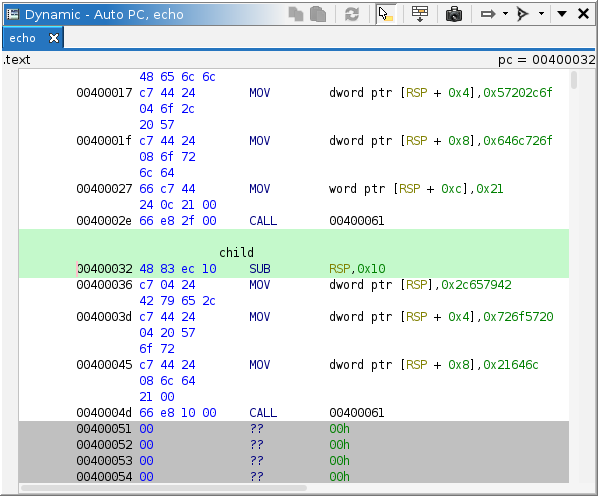 Dynamic - Auto PC, echo
echo
.text pc = 00400032
48 65 6c 6c
00400017 c7 44 24 MOV dword ptr [RSP + 0x4],0x57202c6f
04 6f 2c
20 57
0040001f c7 44 24 MOV dword ptr [RSP + 0x8],0x646c726f
08 6f 72
6c 64
00400027 66 c7 44 MOV word ptr [RSP + 0xc],0x21
24 0c 21 00
0040002e 66 e8 2f 00 CALL 00400061
child
00400032 48 83 ec 10 SUB RSP,0x10
00400036 c7 04 24 MOV dword ptr [RSP],0x2c657942
42 79 65 2c
0040003d c7 44 24 MOV dword ptr [RSP + 0x4],0x726f5720
04 20 57
6f 72
00400045 c7 44 24 MOV dword ptr [RSP + 0x8],0x21646c
08 6c 64
21 00
0040004d 66 e8 10 00 CALL 00400061
00400051 00 ?? 00h
00400052 00 ?? 00h
00400053 00 ?? 00h
00400054 00 ?? 00h